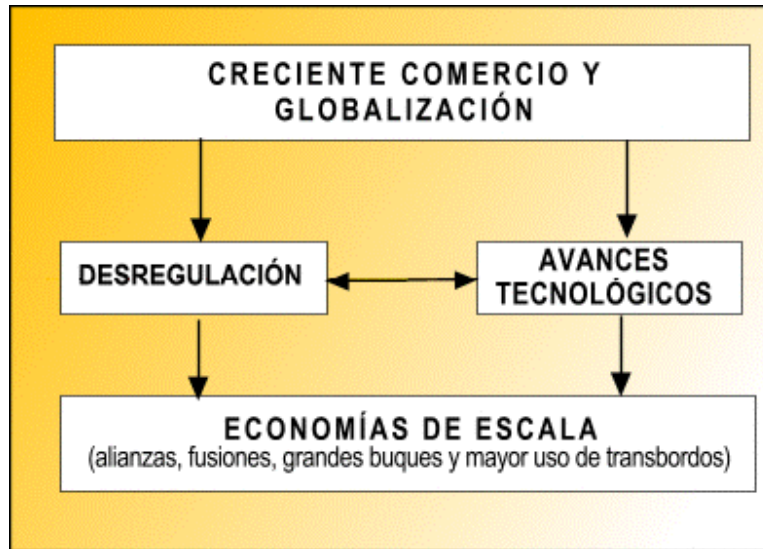 CRECIENTE COMERCIO Y
GLOBALIZACIÓN
DESREGULACIÓN
AVANCES
TECNOLÓGICOS
ECONOMÍAS DE ESCALA
(alianzas, fusiones, grandes buques y mayor uso de transbordos)